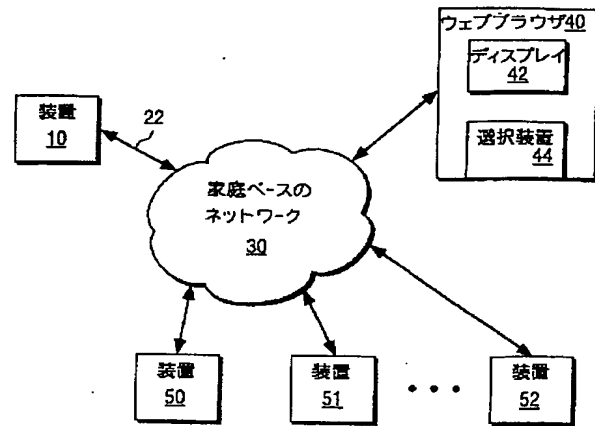 ウェブブラウザ40
ディスプレイ
42
選択装置
44
装置
10
22
家庭ベースの
ネットワーク
30
装置
50
装置
51
• • •
装置
52